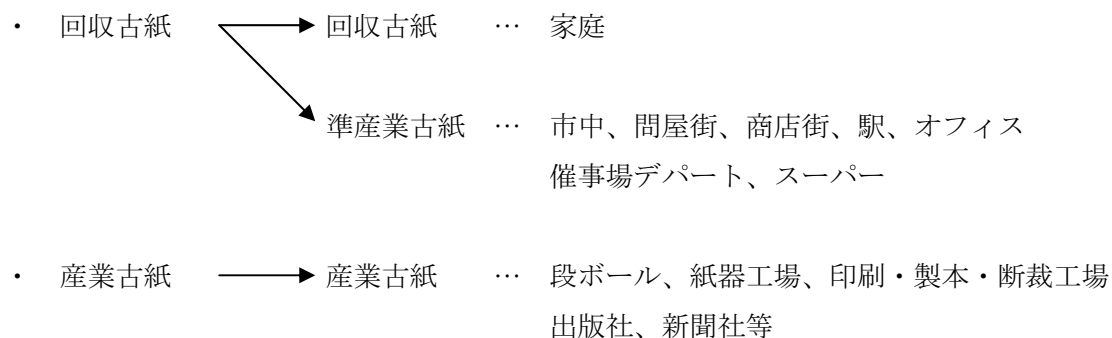 ・ 回収古紙 回収古紙 … 家庭
準産業古紙 … 市中、問屋街、商店街、駅、オフィス
催事場デパート、スーパー
・ 産業古紙 産業古紙 … 段ボール、紙器工場、印刷・製本・断裁工場
出版社、新聞社等